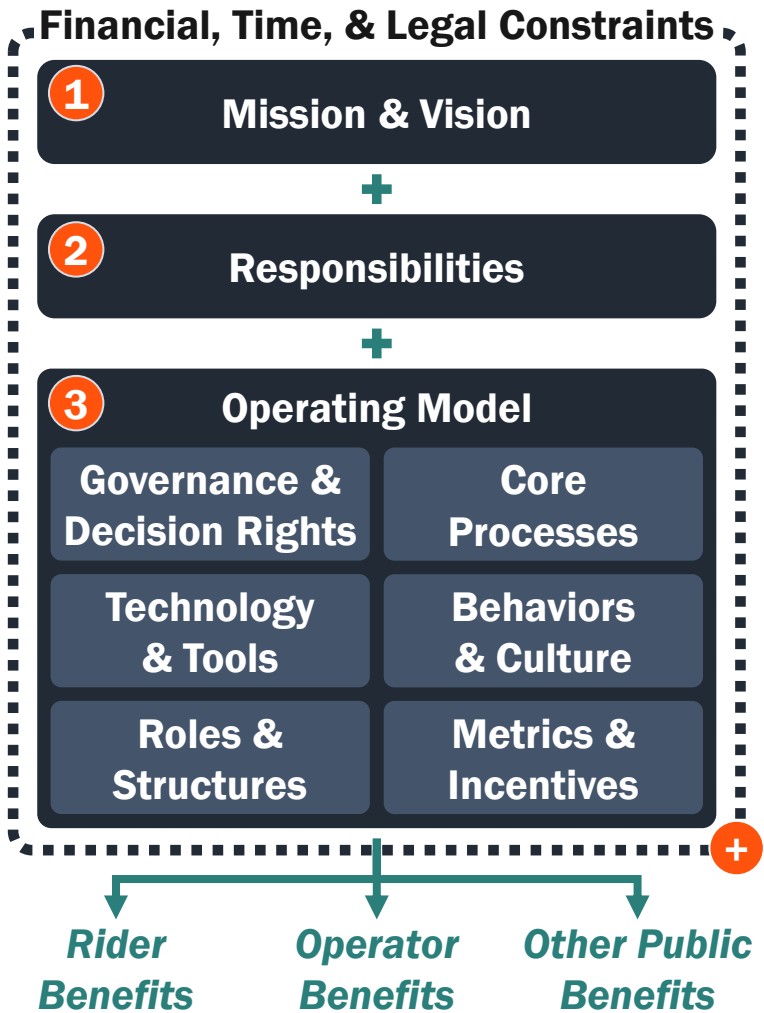 Financial, Time, & Legal Constraints
1
Mission & Vision
+
2
Responsibilities
+
3
Operating Model
Governance &
Decision Rights
Core
Processes
Technology
& Tools
Behaviors
& Culture
Roles &
Structures
Metrics &
Incentives
+
Rider
Benefits
Operator
Benefits
Other Public
Benefits